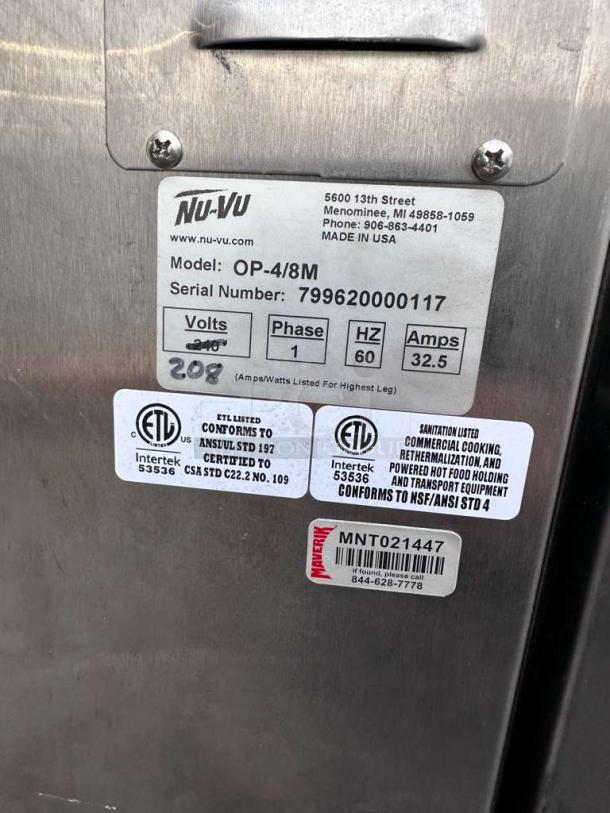 NU-VU
5600 13th Street
Menominee, MI 49858-1059
Phone: 906-863-4401
MADE IN USA
www.nu-vu.com
Model: OP-4/8M
Serial Number: 799620000117
Volts
240
208
Phase
1
HZ
60
Amps
32.5
(Amps/Watts Listed For Highest Leg)
C ETL US
LISTED
Intertek
53536
ETL LISTED
CONFORMS TO
ANSI/UL STD 197
CERTIFIED TO
CSA STD C22.2 NO. 109
ETL
Intertek
53536
SANITATION LISTED
COMMERCIAL COOKING,
RETHERMALIZATION, AND
POWERED HOT FOOD HOLDING
AND TRANSPORT EQUIPMENT
CONFORMS TO NSF/ANSI STD 4
MAVERIK
MNT021447
If found, please call
844-628-7778